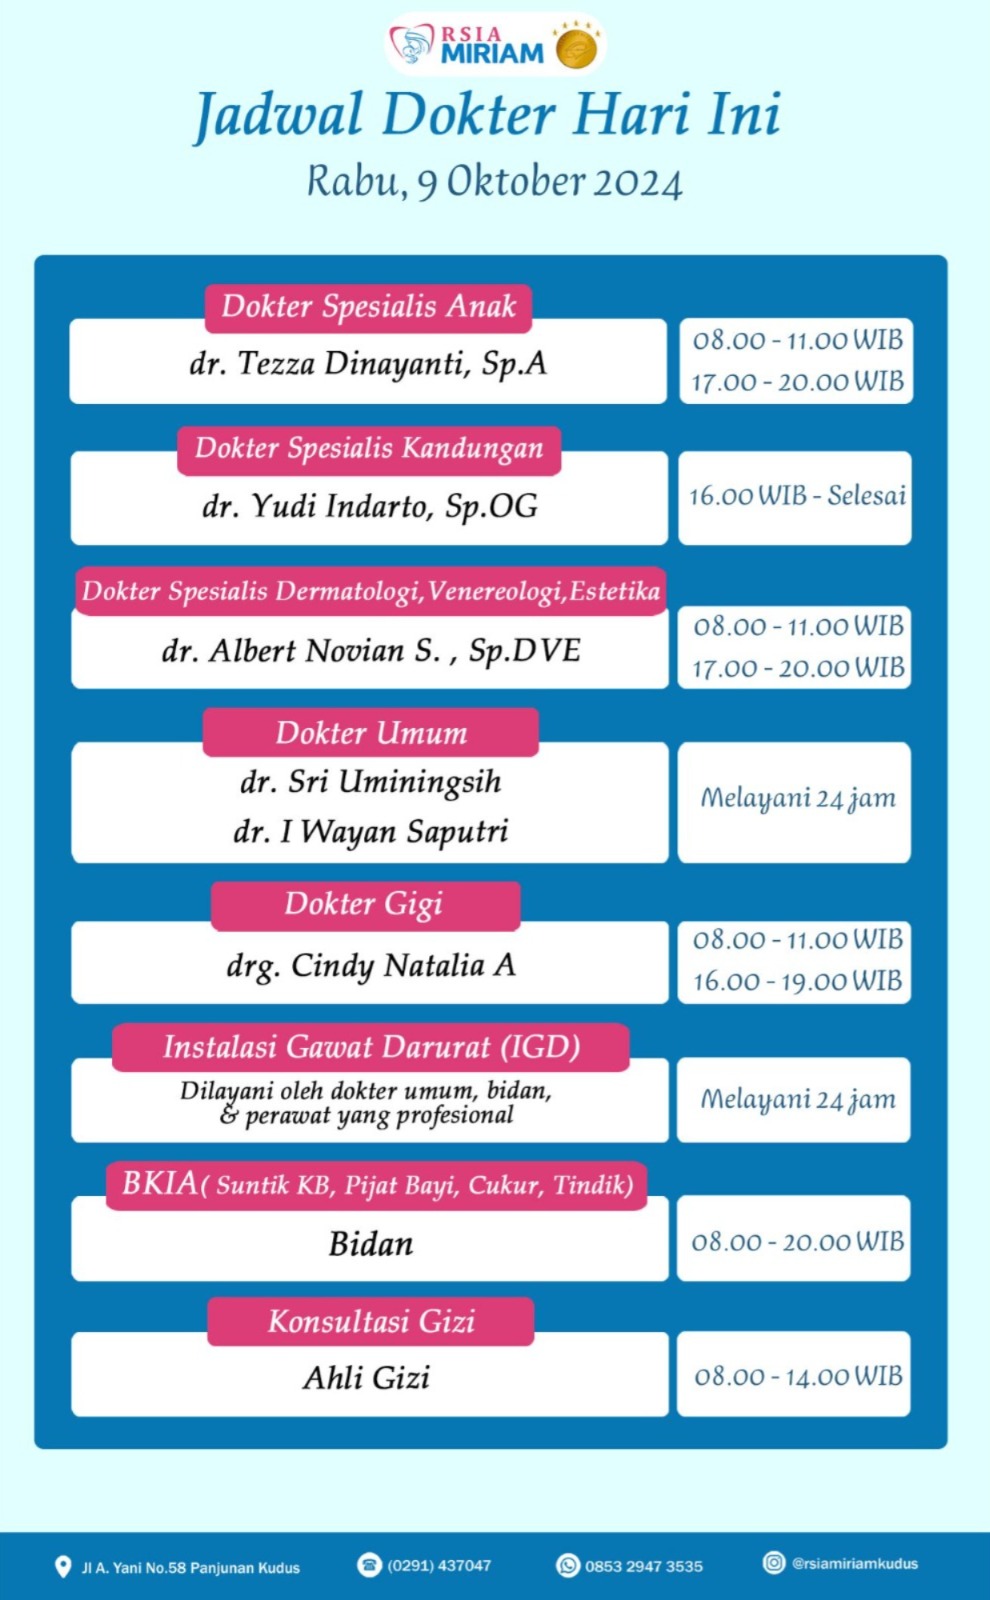 RSIA
MIRIAM
Jadwal Dokter Hari Ini
Rabu, 9 Oktober 2024
Dokter Spesialis Anak
dr. Tezza Dinayanti, Sp.A
08.00 - 11.00 WIB
17.00 - 20.00 WIB
Dokter Spesialis Kandungan
dr. Yudi Indarto, Sp.OG
16.00 WIB - Selesai
Dokter Spesialis Dermatologi,Venereologi,Estetika
dr. Albert Novian S. , Sp.DVE
08.00 - 11.00 WIB
17.00 - 20.00 WIB
Dokter Umum
dr. Sri Uminingsih
dr. I Wayan Saputri
Melayani 24 jam
Dokter Gigi
drg. Cindy Natalia A
08.00 - 11.00 WIB
16.00 - 19.00 WIB
Instalasi Gawat Darurat (IGD)
Dilayani oleh dokter umum, bidan,
& perawat yang profesional
Melayani 24 jam
BKIA( Suntik KB, Pijat Bayi, Cukur, Tindik)
Bidan
08.00 - 20.00 WIB
Konsultasi Gizi
Ahli Gizi
08.00 - 14.00 WIB
Jl A. Yani No.58 Panjunan Kudus
(0291) 437047
0853 2947 3535
@rsiamiriamkudus